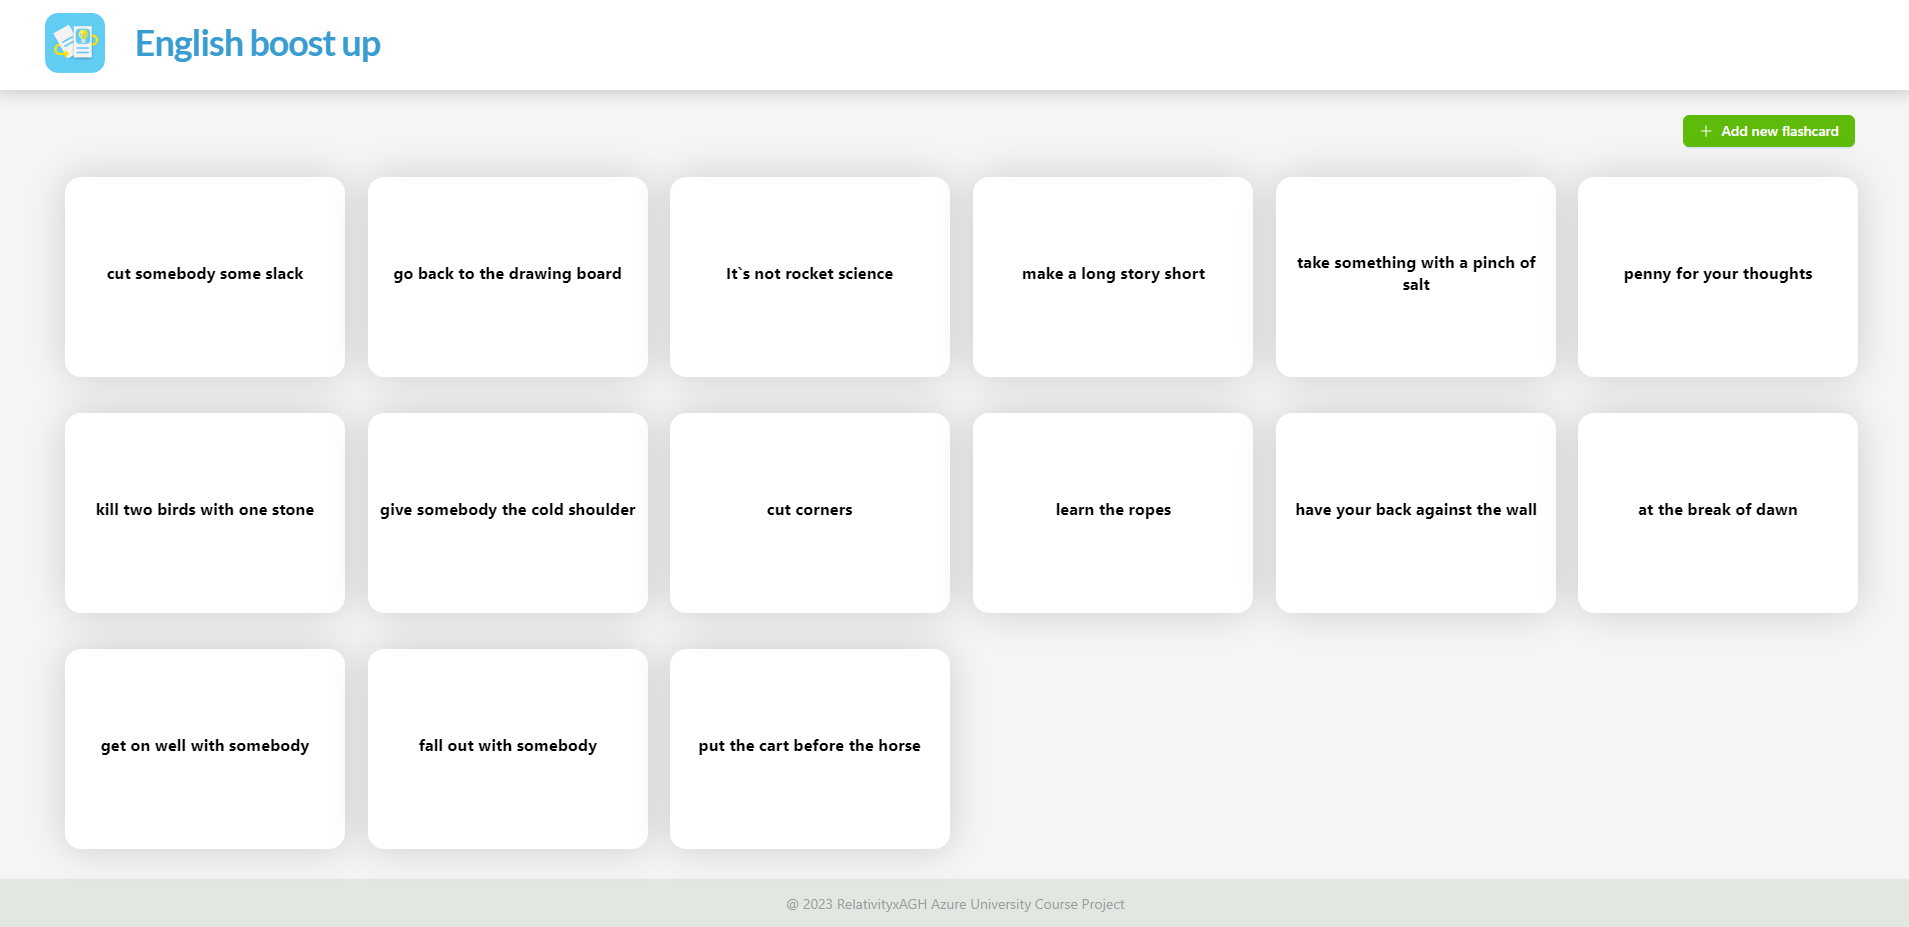 English boost up
Add new flashcard
cut somebody some slack
go back to the drawing board
It`s not rocket science
make a long story short
take something with a pinch of
salt
penny for your thoughts
kill two birds with one stone
give somebody the cold shoulder
cut corners
learn the ropes
have your back against the wall
at the break of dawn
get on well with somebody
fall out with somebody
put the cart before the horse
@ 2023 RelativityxAGH Azure University Course Project